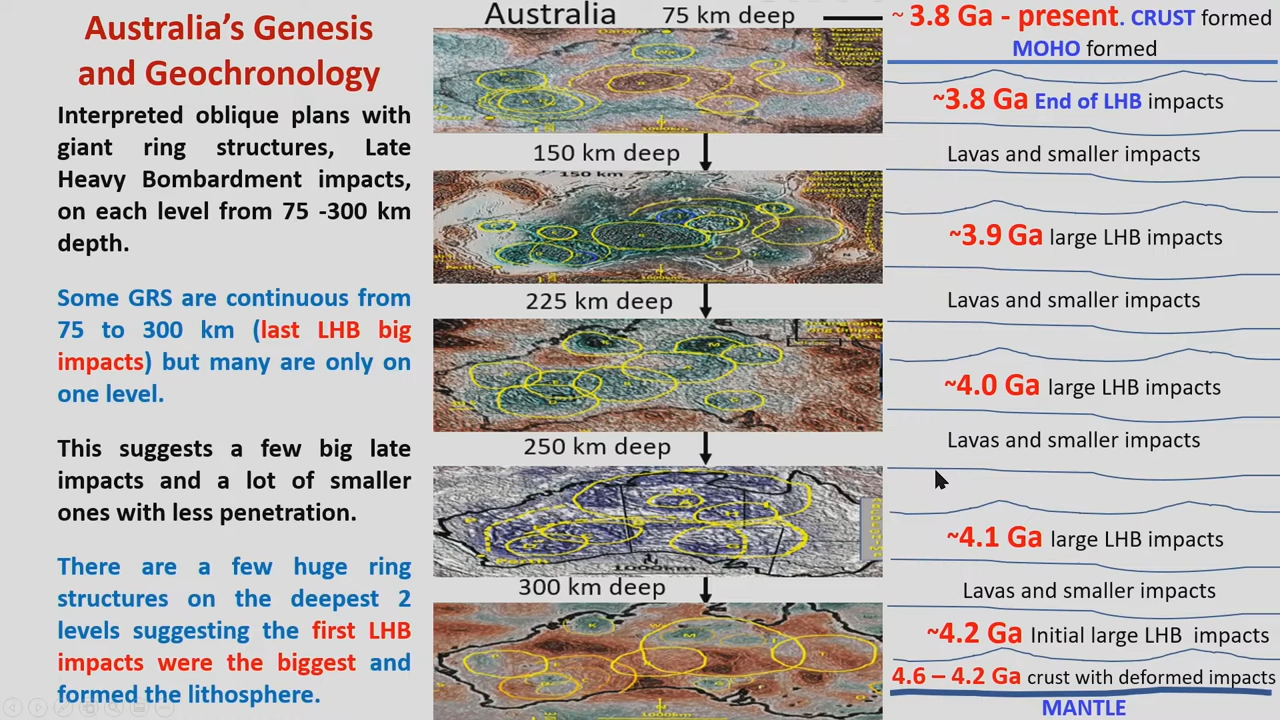 Australia's Genesis
and Geochronology
Interpreted oblique plans with
giant ring structures, Late
Heavy Bombardment impacts,
on each level from 75 -300 km
depth.
Some GRS are continuous from
75 to 300 km (last LHB big
impacts) but many are only on
one level.
This suggests a few big late
impacts and a lot of smaller
ones with less penetration.
There are a few huge ring
structures on the deepest 2
levels suggesting the first LHB
impacts were the biggest and
formed the lithosphere.
Australia 75 km deep
150 km deep
150 km
225 km deep
250 km deep
1000km
300 km deep
~ 3.8 Ga - present. CRUST formed
MOHO formed
~3.8 Ga End of LHB impacts
Lavas and smaller impacts
~3.9 Ga large LHB impacts
Lavas and smaller impacts
~4.0 Ga large LHB impacts
Lavas and smaller impacts
~4.1 Ga large LHB impacts
Lavas and smaller impacts
~4.2 Ga Initial large LHB impacts
4.6 – 4.2 Ga crust with deformed impacts
MANTLE